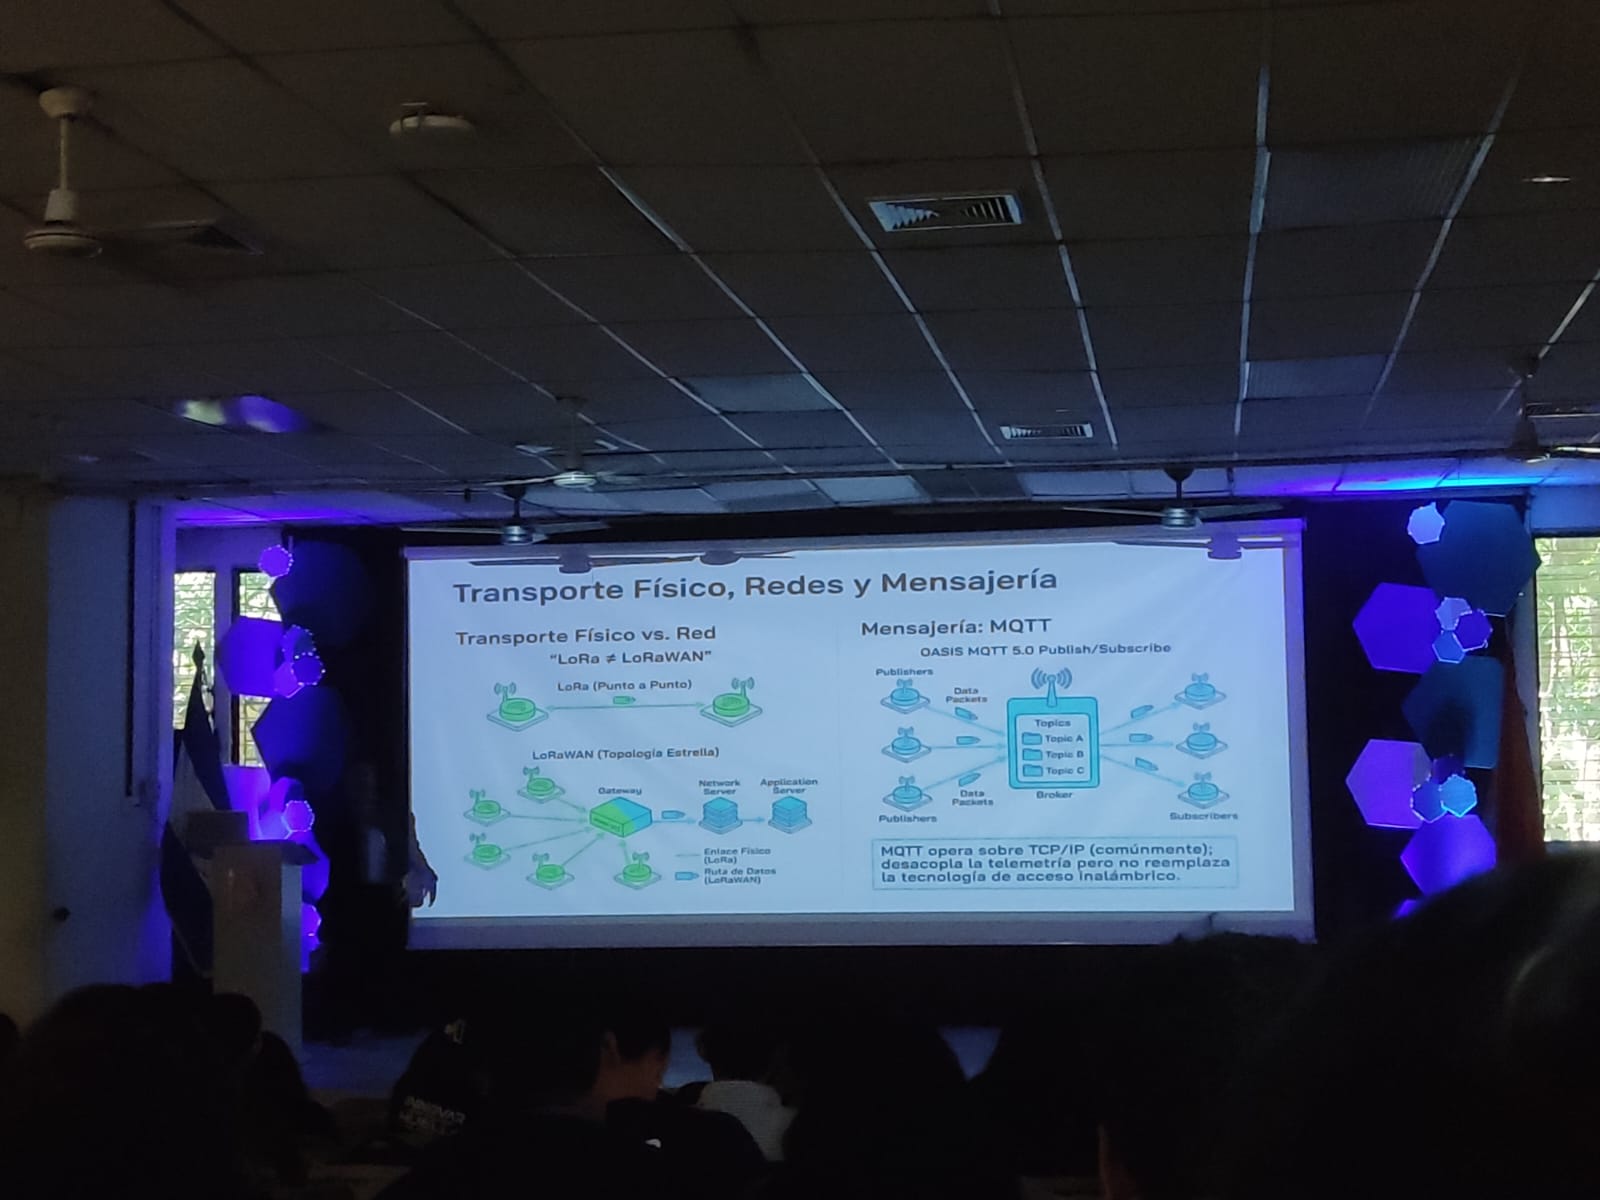 Transporte Físico, Redes y Mensajería
Transporte Físico vs. Red
"LoRa ≠ LoRaWAN"
LoRa (Punto a Punto)
LoRaWAN (Topología Estrella)
Gateway
Network
Server
Application
Server
Enlace Físico
(LoRa)
Ruta de Datos
(LoRaWAN)
Mensajería: MQTT
OASIS MQTT 5.0 Publish/Subscribe
Publishers
Data
Packets
Topics
Topic A
Topic B
Topic C
Broker
Data
Packets
Publishers
Subscribers
MQTT opera sobre TCP/IP (comúnmente);
desacopla la telemetría pero no reemplaza
la tecnología de acceso inalámbrico.